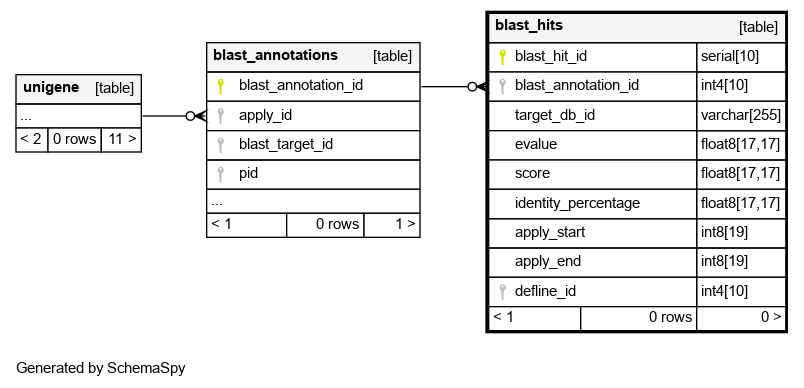 unigene [table]
...
< 2 0 rows 11 >
blast_annotations [table]
blast_annotation_id
apply_id
blast_target_id
pid
...
< 1 0 rows 1 >
blast_hits [table]
blast_hit_id serial[10]
blast_annotation_id int4[10]
target_db_id varchar[255]
evalue float8[17,17]
score float8[17,17]
identity_percentage float8[17,17]
apply_start int8[19]
apply_end int8[19]
defline_id int4[10]
< 1 0 rows 0 >
Generated by SchemaSpy